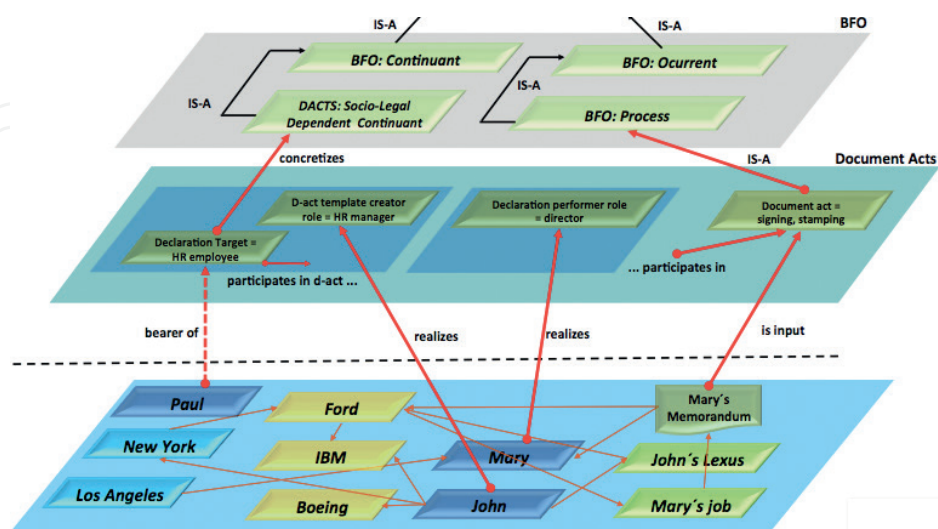 IS-A
IS-A
BFO
BFO: Continuant
BFO: Ocurrent
IS-A
IS-A
DACTS: Socio-Legal
Dependent Continuant
BFO: Process
concretizes
IS-A
Document Acts
D-act template creator
role = HR manager
Declaration performer role
= director
Document act =
signing, stamping
Declaration Target =
HR employee
participates in d-act ...
... participates in
bearer of
realizes
realizes
is input
Paul
Ford
Mary´s
Memorandum
New York
IBM
Mary
John´s Lexus
Los Angeles
Boeing
John
Mary´s job